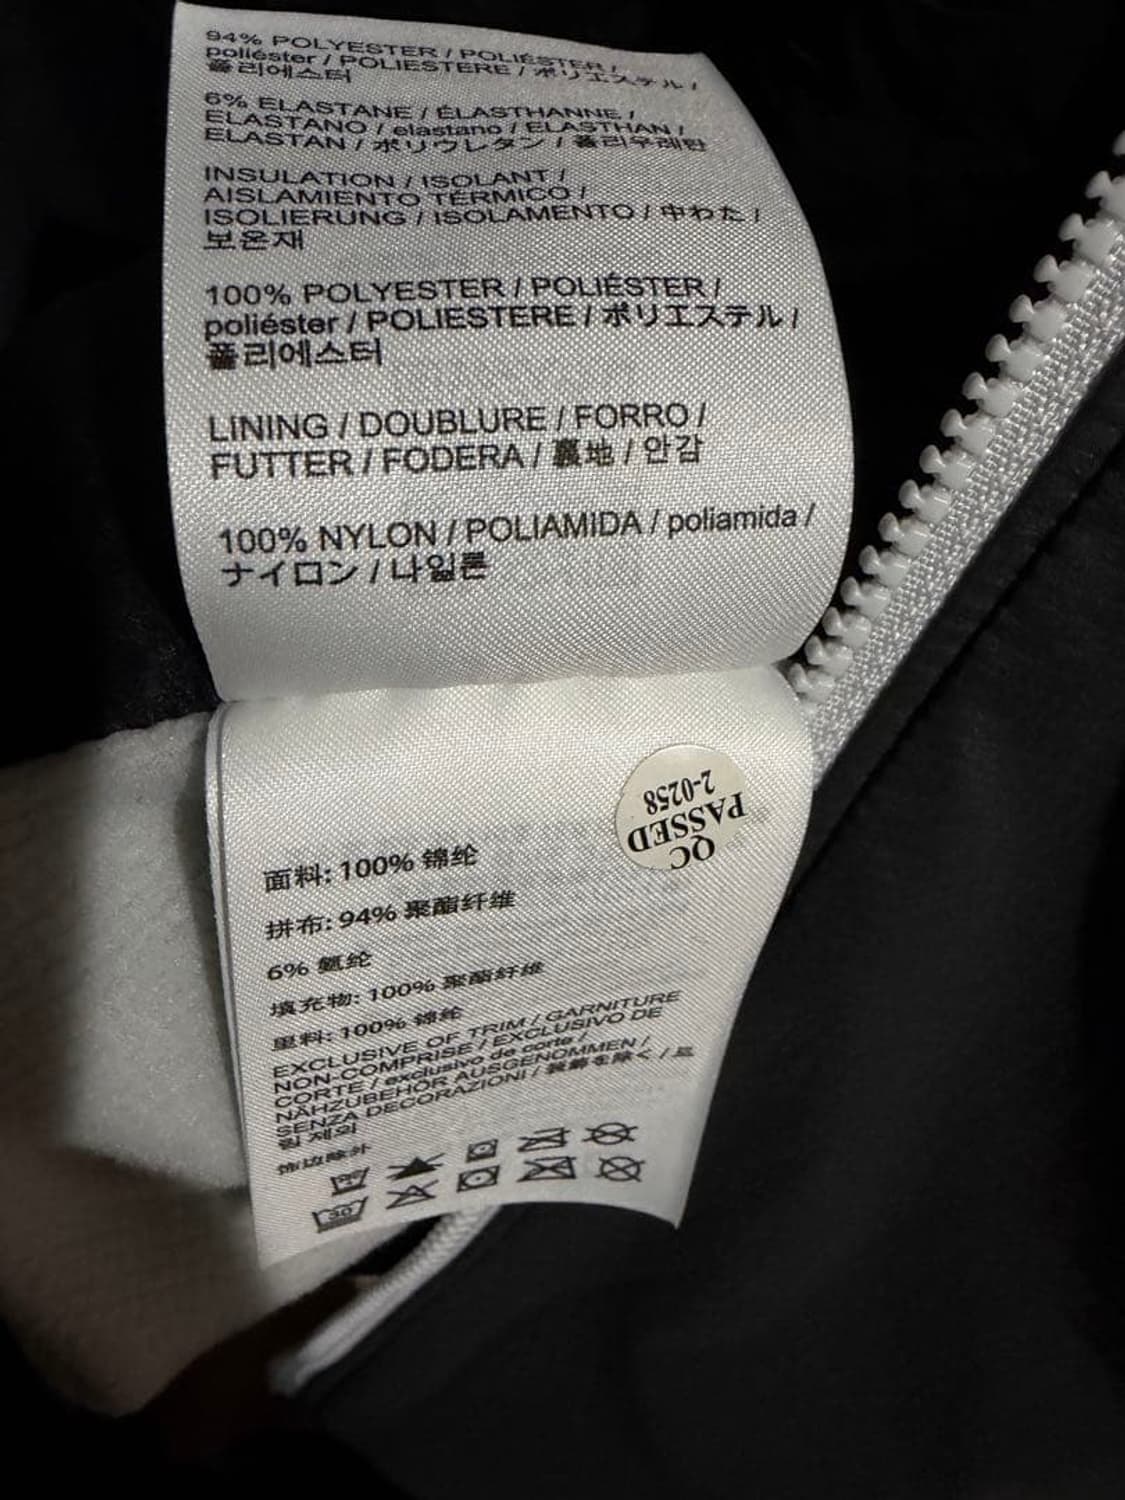 94% POLYESTER / POLIÉSTER /
poliéster / POLIESTERE / ポリエステル /
폴리에스터
6% ELASTANE / ÉLASTHANNE /
ELASTANO / elastano / ELASTHAN /
ELASTAN / ポリウレタン / 폴리우레탄
INSULATION / ISOLANT /
AISLAMIENTO TÉRMICO /
ISOLIERUNG / ISOLAMENTO / 中わた /
보온재
100% POLYESTER / POLIÉSTER /
poliéster / POLIESTERE / ポリエステル /
폴리에스터
LINING / DOUBLURE / FORRO /
FUTTER / FODERA / 裏地 / 안감
100% NYLON / POLIAMIDA / poliamida /
ナイロン / 나일론
QC
PASSED
2-0258
面料: 100% 锦纶
拼布: 94% 聚酯纤维
6% 氨纶
填充物: 100% 聚酯纤维
里料: 100% 锦纶
EXCLUSIVE OF TRIM / GARNITURE
NON-COMPRISE / EXCLUSIVO DE
CORTE / exclusivo de corte /
NÄHZUBEHÖR AUSGENOMMEN /
SENZA DECORAZIONI / 装飾を除く / 트
림 제외
饰边除外
30